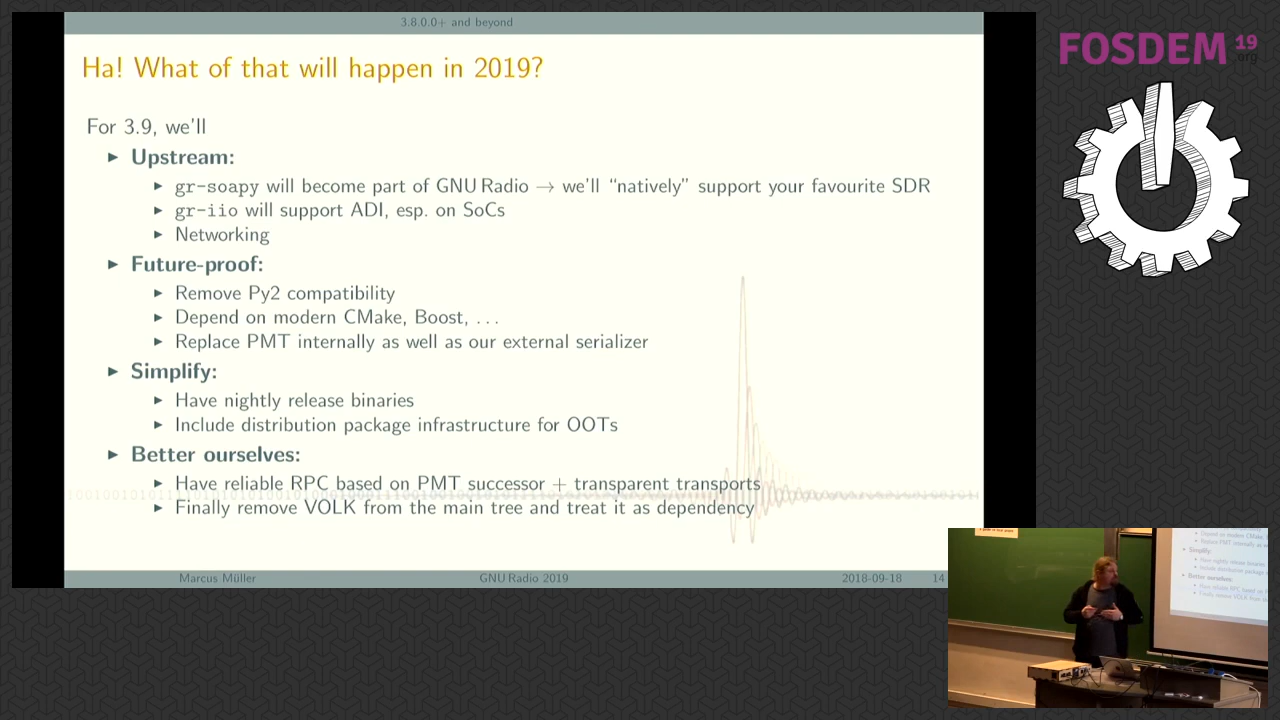 3.8.0.0+ and beyond
FOSDEM 19
.org
Ha! What of that will happen in 2019?
For 3.9, we'll
▶ Upstream:
▶ gr-soapy will become part of GNU Radio → we'll “natively” support your favourite SDR
▶ gr-iio will support ADI, esp. on SoCs
▶ Networking
▶ Future-proof:
▶ Remove Py2 compatibility
▶ Depend on modern CMake, Boost, ...
▶ Replace PMT internally as well as our external serializer
▶ Simplify:
▶ Have nightly release binaries
▶ Include distribution package infrastructure for OOTs
▶ Better ourselves:
▶ Have reliable RPC based on PMT successor + transparent transports
▶ Finally remove VOLK from the main tree and treat it as dependency
Marcus Müller GNU Radio 2019 2018-09-18 14